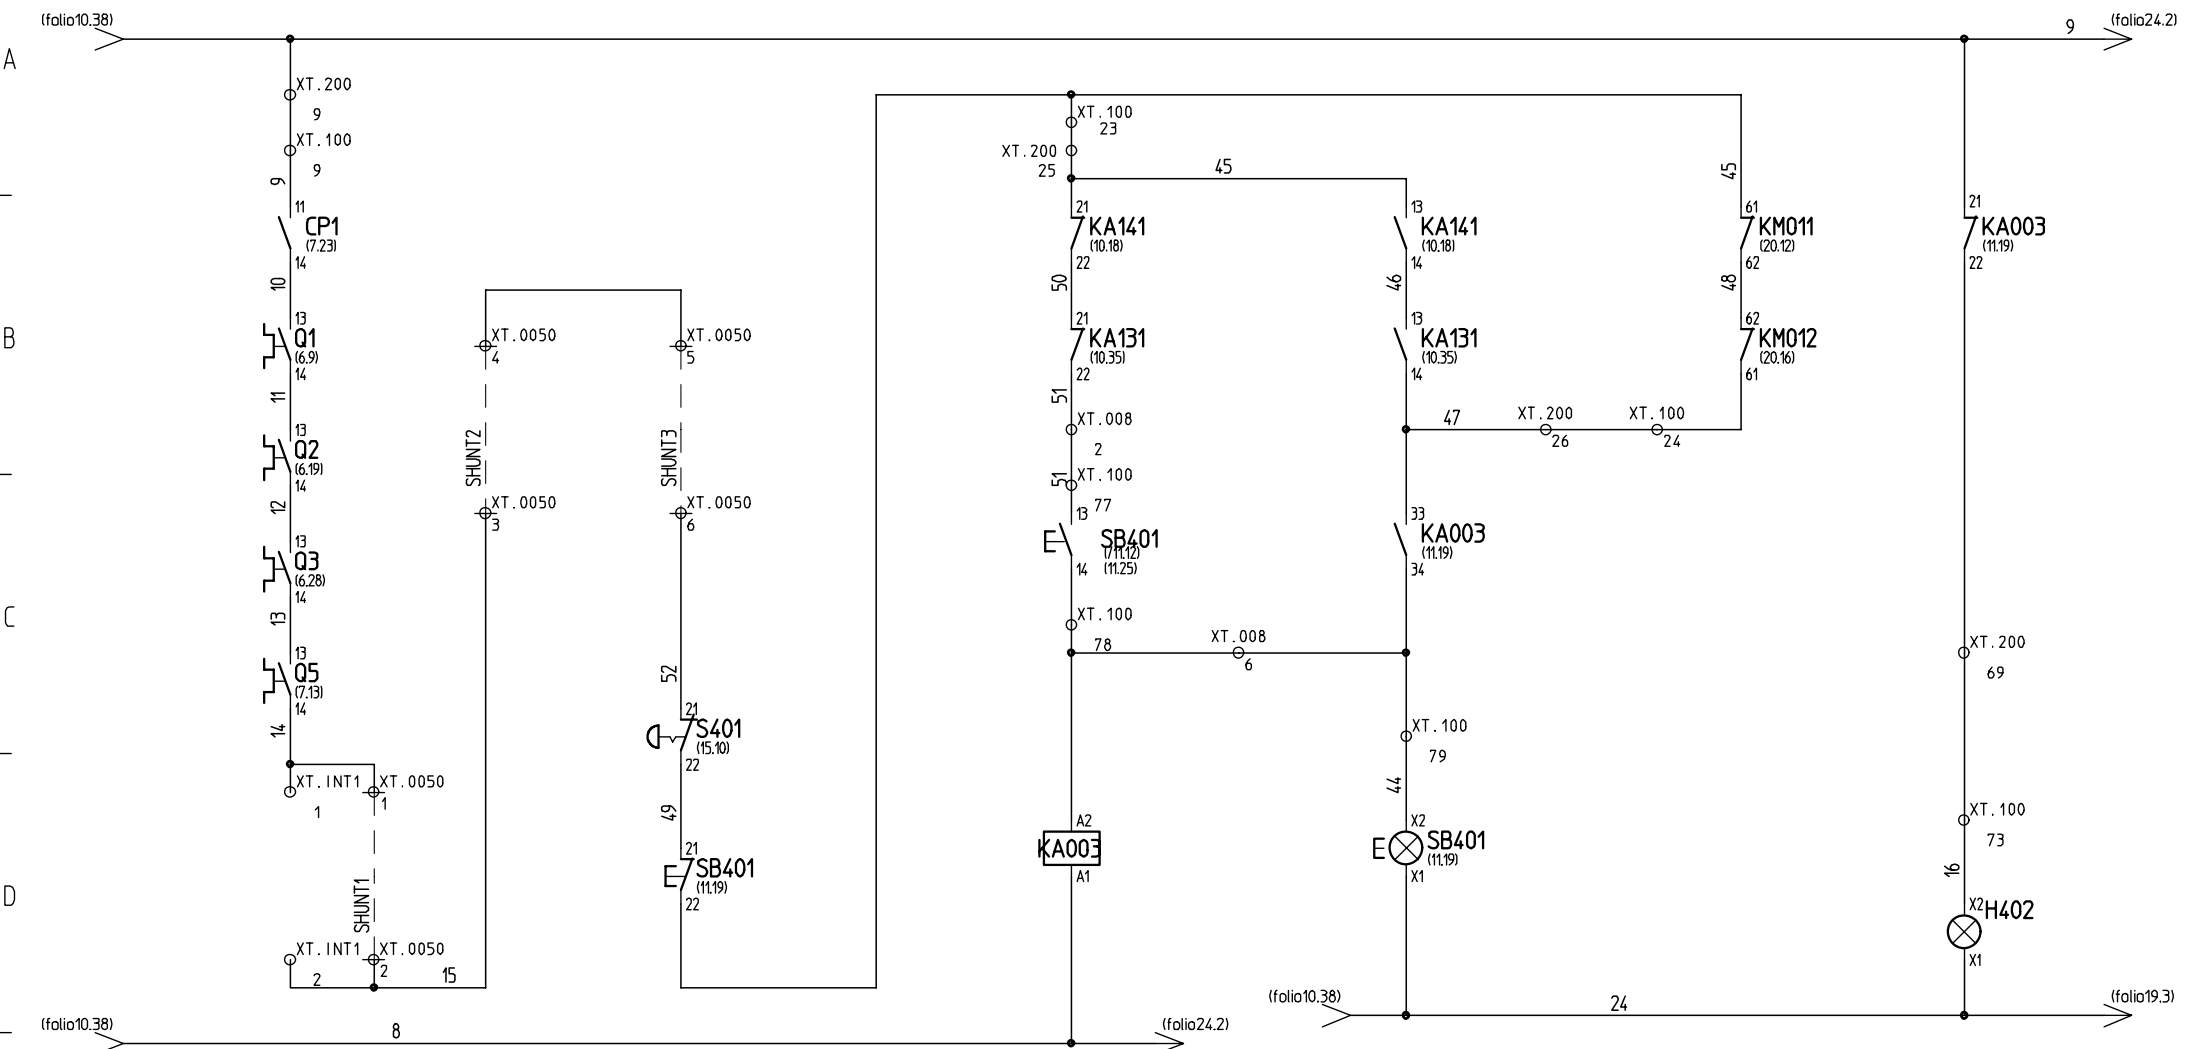 (folio10.38)
9
(folio24.2)
A
XT.200
9
XT.100
9
9
11
CP1
(7.23)
14
10
B
13
Q1
(6.9)
14
11
13
Q2
(6.19)
14
12
13
Q3
(6.28)
14
13
C
13
Q5
(7.13)
14
14
XT.INT1
1
XT.0050
1
SHUNT1
D
XT.INT1
2
XT.0050
2
15
XT.0050
4
SHUNT2
XT.0050
3
XT.0050
5
SHUNT3
XT.0050
6
52
21
S401
(15.10)
22
49
21
SB401
(11.19)
22
XT.100
23
XT.200
25
45
21
KA141
(10.18)
22
50
21
KA131
(10.35)
22
51
XT.008
2
51
XT.100
77
13
SB401
(/11.12)
(11.25)
14
XT.100
78
XT.008
6
A2
KA003
A1
13
KA141
(10.18)
14
46
13
KA131
(10.35)
14
47
XT.200
26
XT.100
24
33
KA003
(11.19)
34
XT.100
79
44
X2
SB401
(11.19)
X1
45
61
KM011
(20.12)
62
48
62
KM012
(20.16)
61
21
KA003
(11.19)
22
XT.200
69
XT.100
73
16
X2
H402
X1
(folio10.38)
24
(folio19.3)
(folio10.38)
8
(folio24.2)